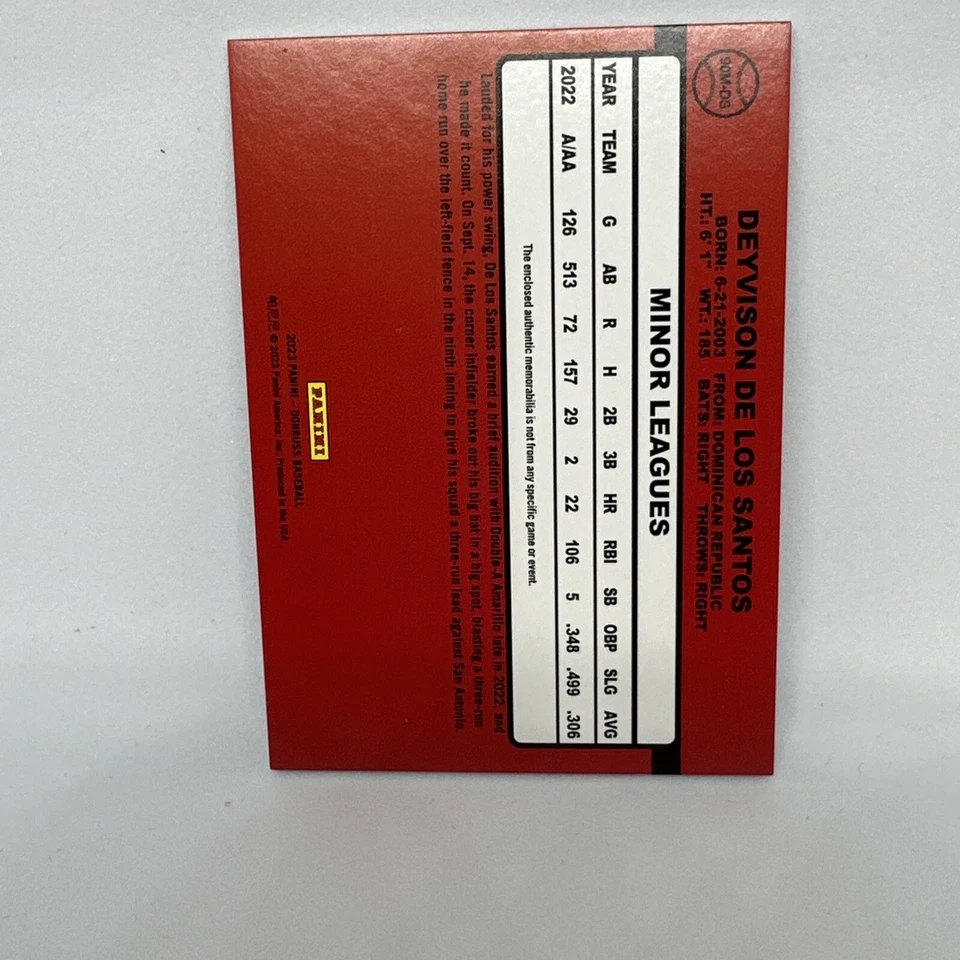 90M-DS
DEYVISON DE LOS SANTOS
BORN: 6-21-2003 FROM: DOMINICAN REPUBLIC
HT.: 6' 1" WT.: 185 BATS: RIGHT THROWS: RIGHT
MINOR LEAGUES
YEAR TEAM G AB R H 2B 3B HR RBI SB OBP SLG AVG
2022 A/AA 126 513 72 157 29 2 22 106 5 .348 .499 .306
The enclosed authentic memorabilia is not from any specific game or event.
Lauded for his power swing, De Los Santos earned a brief audition with Double-A Amarillo late in 2022, and
he made it count. On Sept. 14, the corner infielder broke out his big bat in a big spot, blasting a three-run
home run over the left-field fence in the ninth inning to give his squad a three-run lead against San Antonio.
PANINI
2023 PANINI – DONRUSS BASEBALL
帕尼尼 © 2023 Panini America, Inc. Produced in the USA.